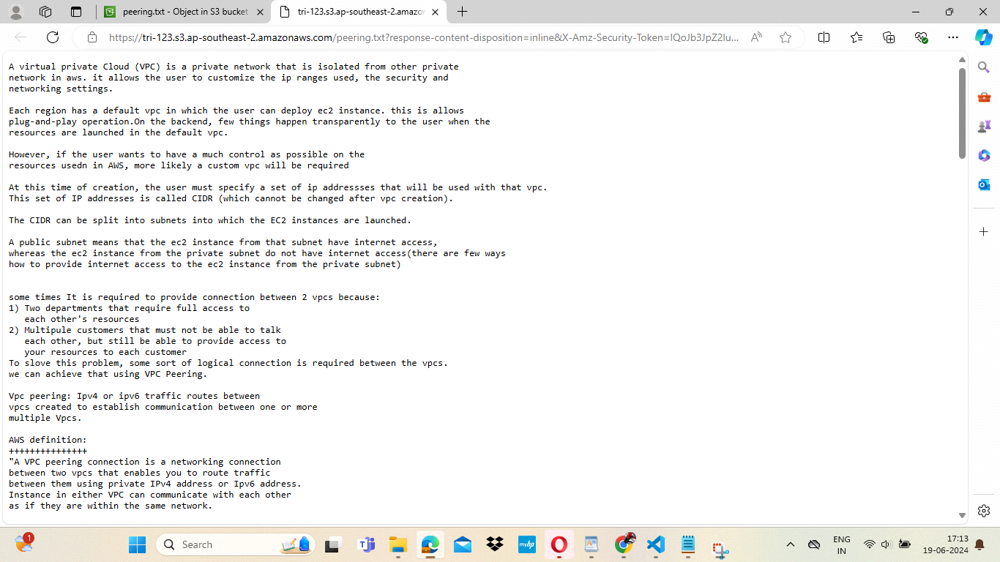 peering.txt - Object in S3 bucket
tri-123.s3.ap-southeast-2.amazon
https://tri-123.s3.ap-southeast-2.amazonaws.com/peering.txt?response-content-disposition=inline&X-Amz-Security-Token=IQoJb3JpZ2lu...
A virtual private Cloud (VPC) is a private network that is isolated from other private
network in aws. it allows the user to customize the ip ranges used, the security and
networking settings.
Each region has a default vpc in which the user can deploy ec2 instance. this is allows
plug-and-play operation.On the backend, few things happen transparently to the user when the
resources are launched in the default vpc.
However, if the user wants to have a much control as possible on the
resources usedn in AWS, more likely a custom vpc will be required
At this time of creation, the user must specify a set of ip addressses that will be used with that vpc.
This set of IP addresses is called CIDR (which cannot be changed after vpc creation).
The CIDR can be split into subnets into which the EC2 instances are launched.
A public subnet means that the ec2 instance from that subnet have internet access,
whereas the ec2 instance from the private subnet do not have internet access(there are few ways
how to provide internet access to the ec2 instance from the private subnet)
some times It is required to provide connection between 2 vpcs because:
1) Two departments that require full access to
each other's resources
2) Multipule customers that must not be able to talk
each other, but still be able to provide access to
your resources to each customer
To slove this problem, some sort of logical connection is required between the vpcs.
we can achieve that using VPC Peering.
Vpc peering: Ipv4 or ipv6 traffic routes between
vpcs created to establish communication between one or more
multiple Vpcs.
AWS definition:
+++++++++++++++
"A VPC peering connection is a networking connection
between two vpcs that enables you to route traffic
between them using private IPv4 address or Ipv6 address.
Instance in either VPC can communicate with each other
as if they are within the same network.
1
Search
myhp
ENG
IN
17:13
19-06-2024